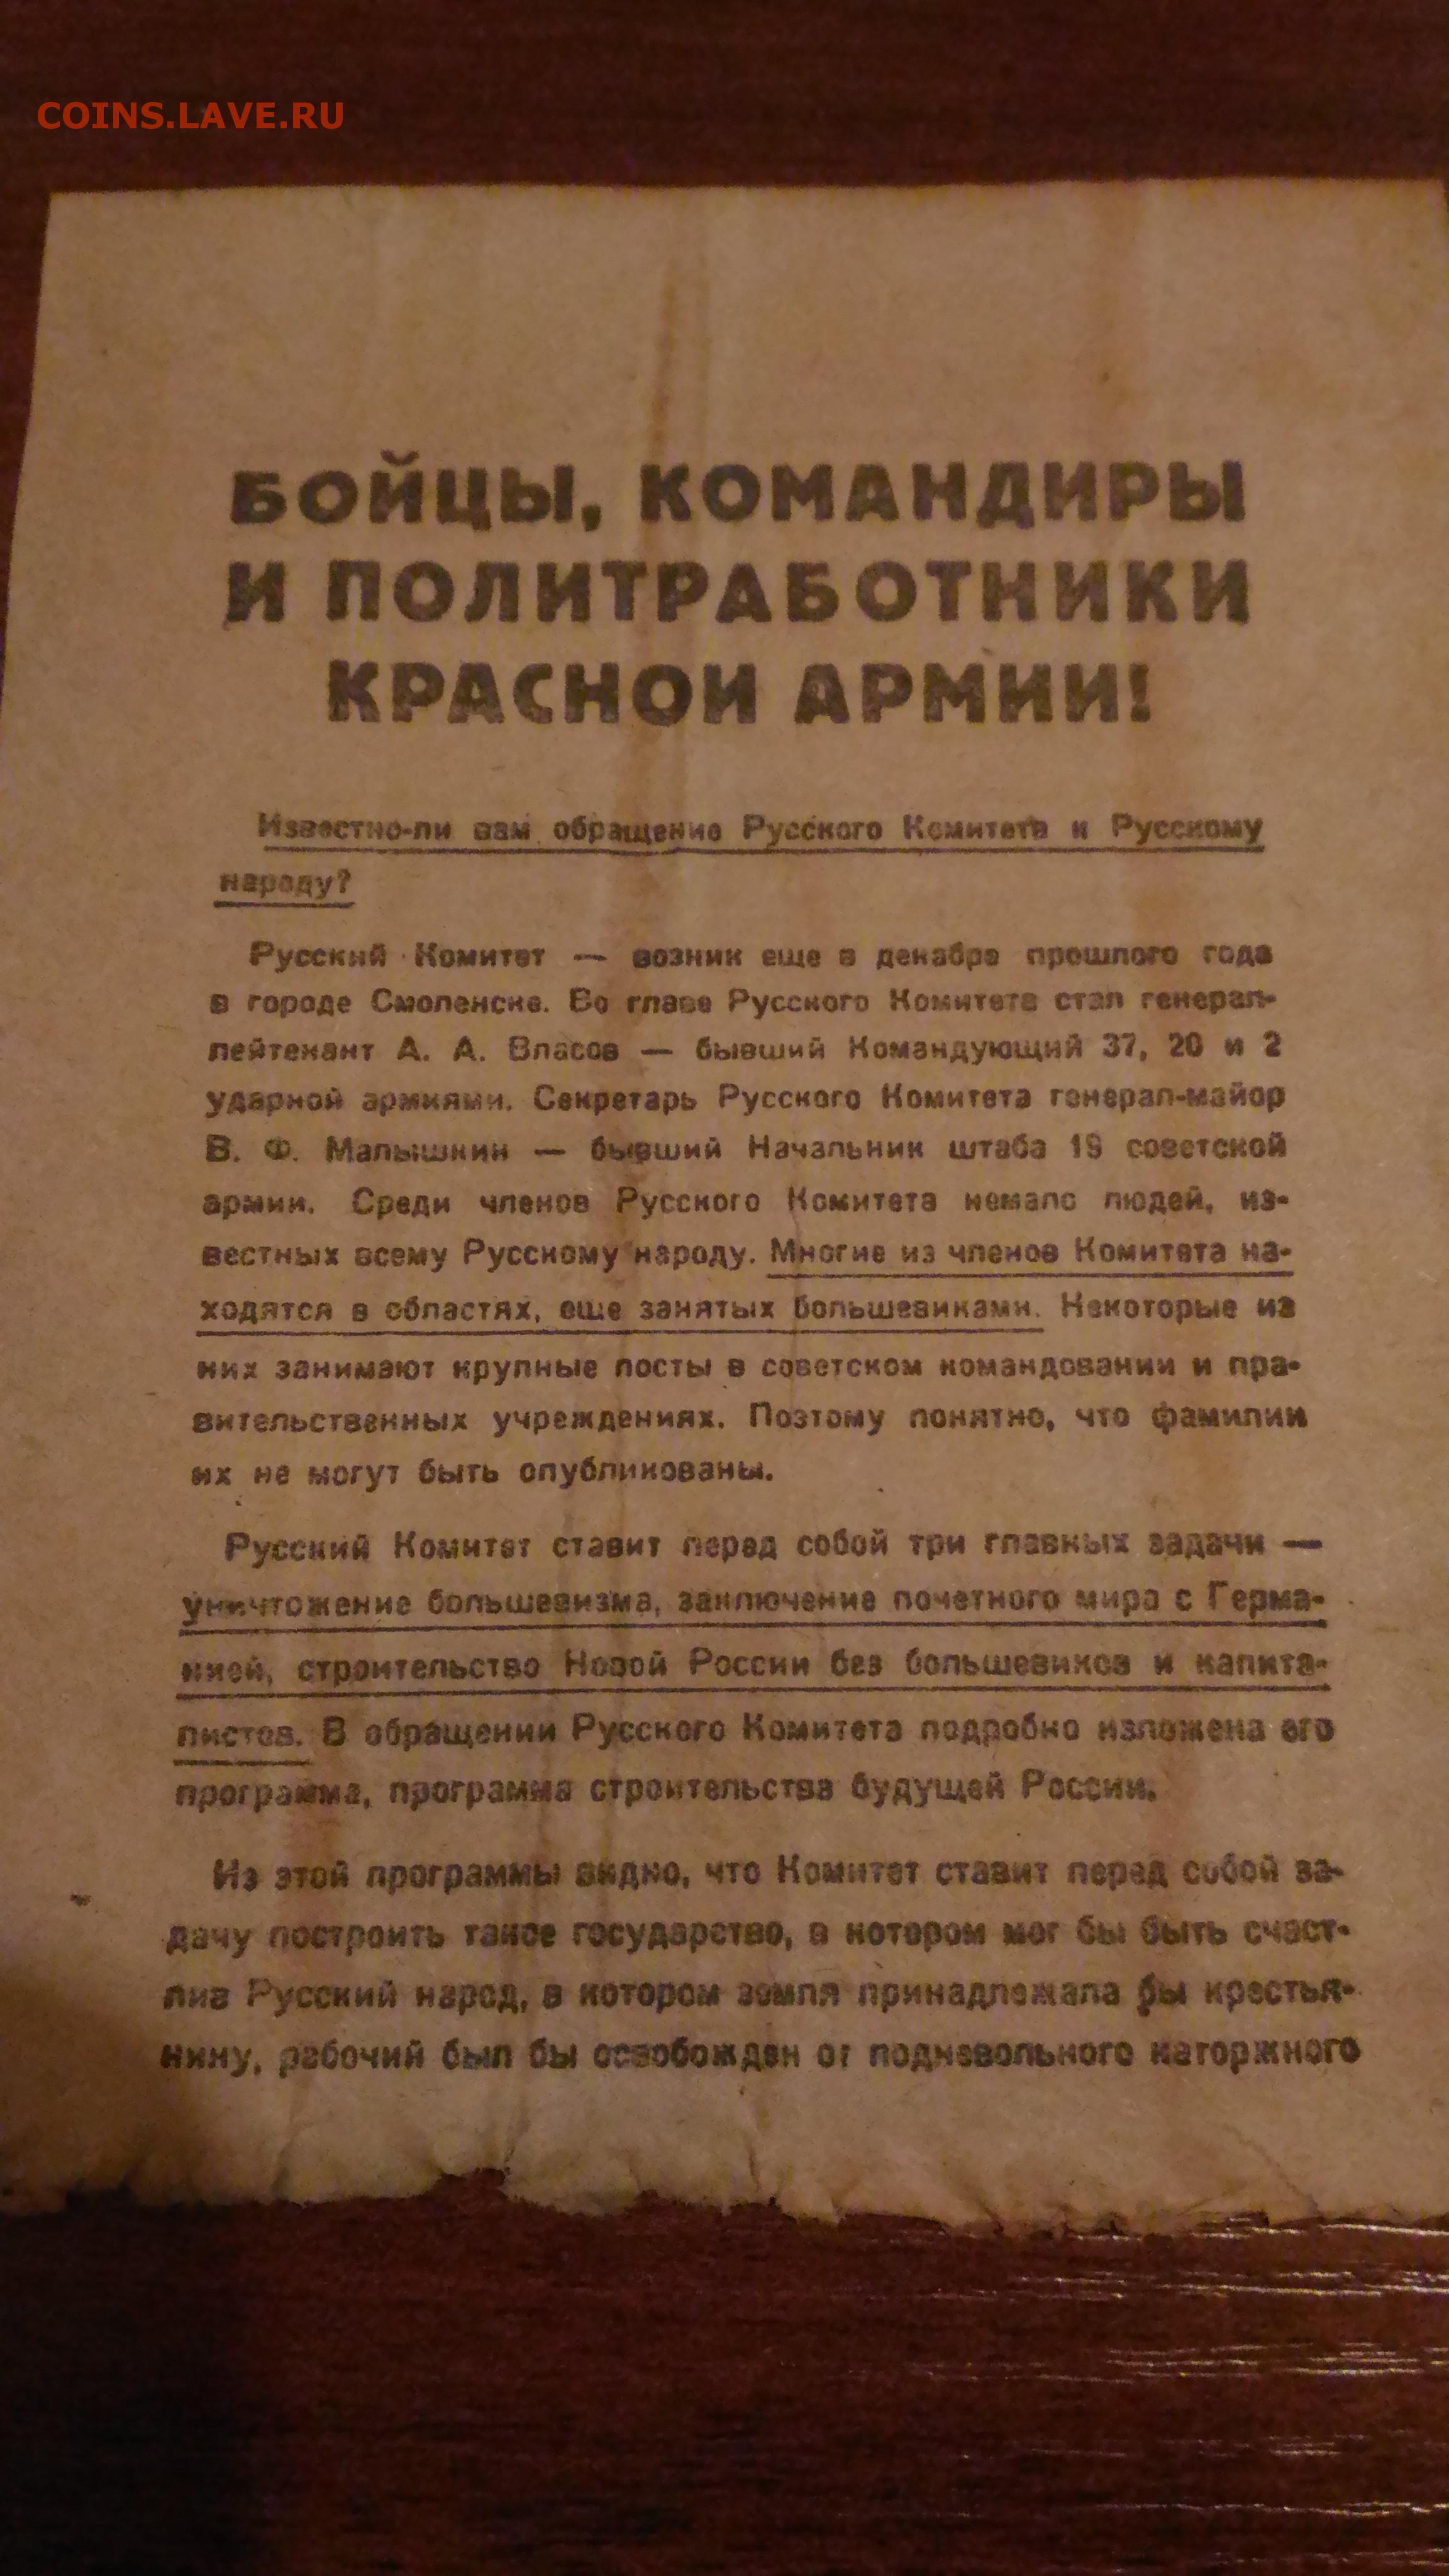 COINS.LAVE.RU
БОЙЦЫ, КОМАНДИРЫ
И ПОЛИТРАБОТНИКИ
КРАСНОЙ АРМИИ!
Известно-ли вам обращение Русского Комитета к Русскому
народу?
Русский Комитет — возник еще в декабре прошлого года
в городе Смоленске. Во главе Русского Комитета стал генерал-
лейтенант А. А. Власов — бывший Командующий 37, 20 и 2
ударной армиями. Секретарь Русского Комитета генерал-майор
В. Ф. Малышкин — бывший Начальник штаба 19 советской
армии. Среди членов Русского Комитета немало людей, из-
вестных всему Русскому народу. Многие из членов Комитета на-
ходятся в областях, еще занятых большевиками. Некоторые из
них занимают крупные посты в советском командовании и пра-
вительственных учреждениях. Поэтому понятно, что фамилии
их не могут быть опубликованы.
Русский Комитет ставит перед собой три главных задачи —
уничтожение большевизма, заключение почетного мира с Герма-
нией, строительство Новой России без большевиков и капита-
листов. В обращении Русского Комитета подробно изложена его
программа, программа строительства будущей России.
Из этой программы видно, что Комитет ставит перед собой за-
дачу построить такое государство, в котором мог бы быть счаст-
лив Русский народ, в котором земля принадлежала бы крестья-
нину, рабочий был бы освобожден от подневольного каторжного